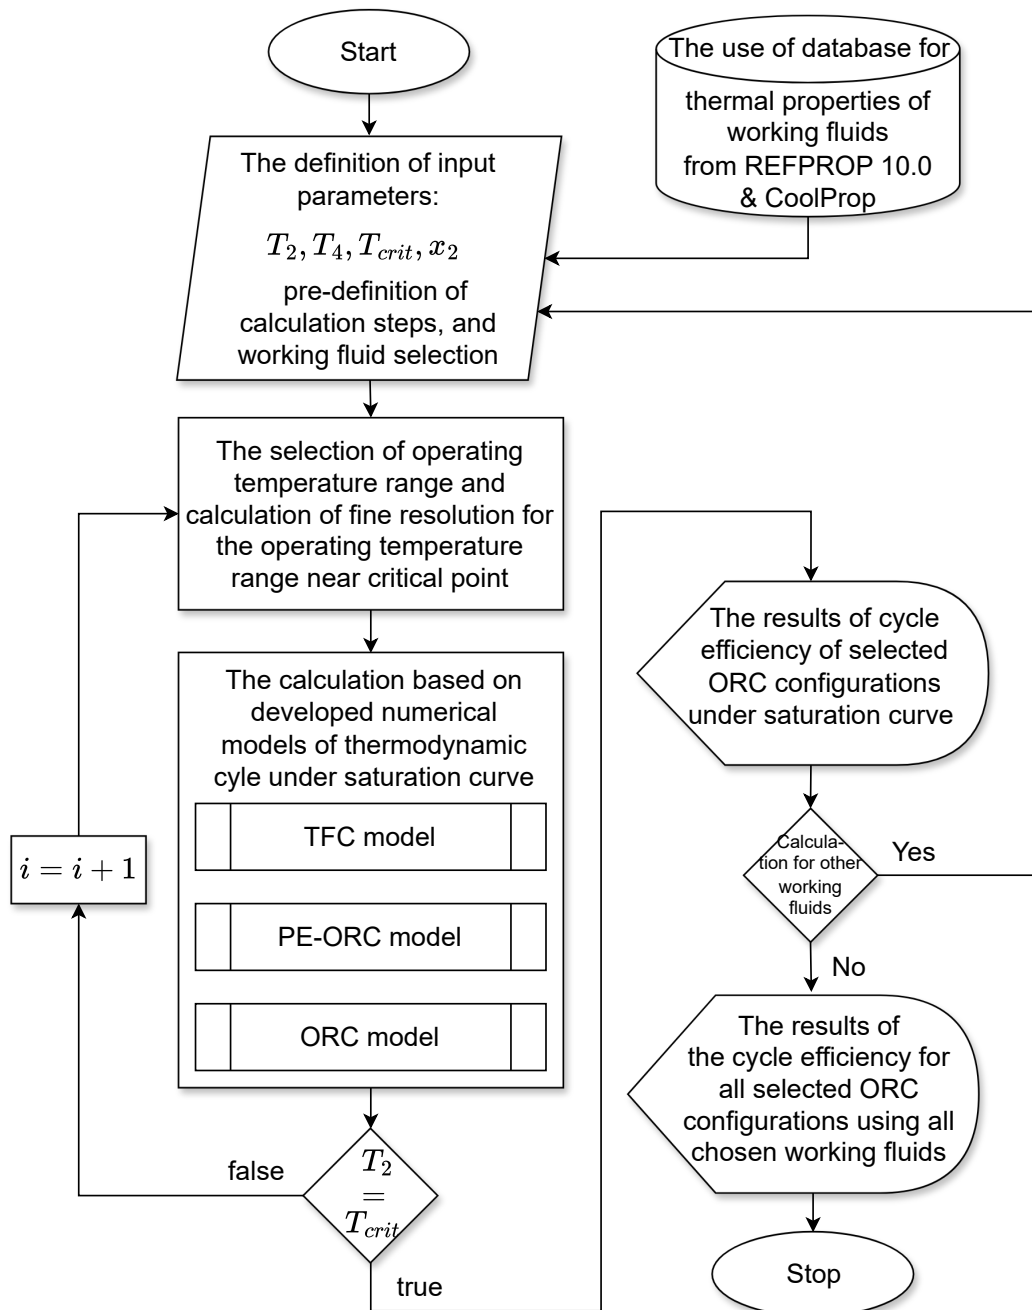 Start
The use of database for
thermal properties of
working fluids
from REFPROP 10.0
& CoolProp
The definition of input
parameters:
T₂, T₄, T_crit, x₂
pre-definition of
calculation steps, and
working fluid selection
The selection of operating
temperature range and
calculation of fine resolution for
the operating temperature
range near critical point
The calculation based on
developed numerical
models of thermodynamic
cyle under saturation curve
TFC model
PE-ORC model
ORC model
i = i + 1
T₂
=
T_crit
false
true
The results of cycle
efficiency of selected
ORC configurations
under saturation curve
Calcula-
tion for other
working
fluids
Yes
No
The results of
the cycle efficiency for
all selected ORC
configurations using all
chosen working fluids
Stop